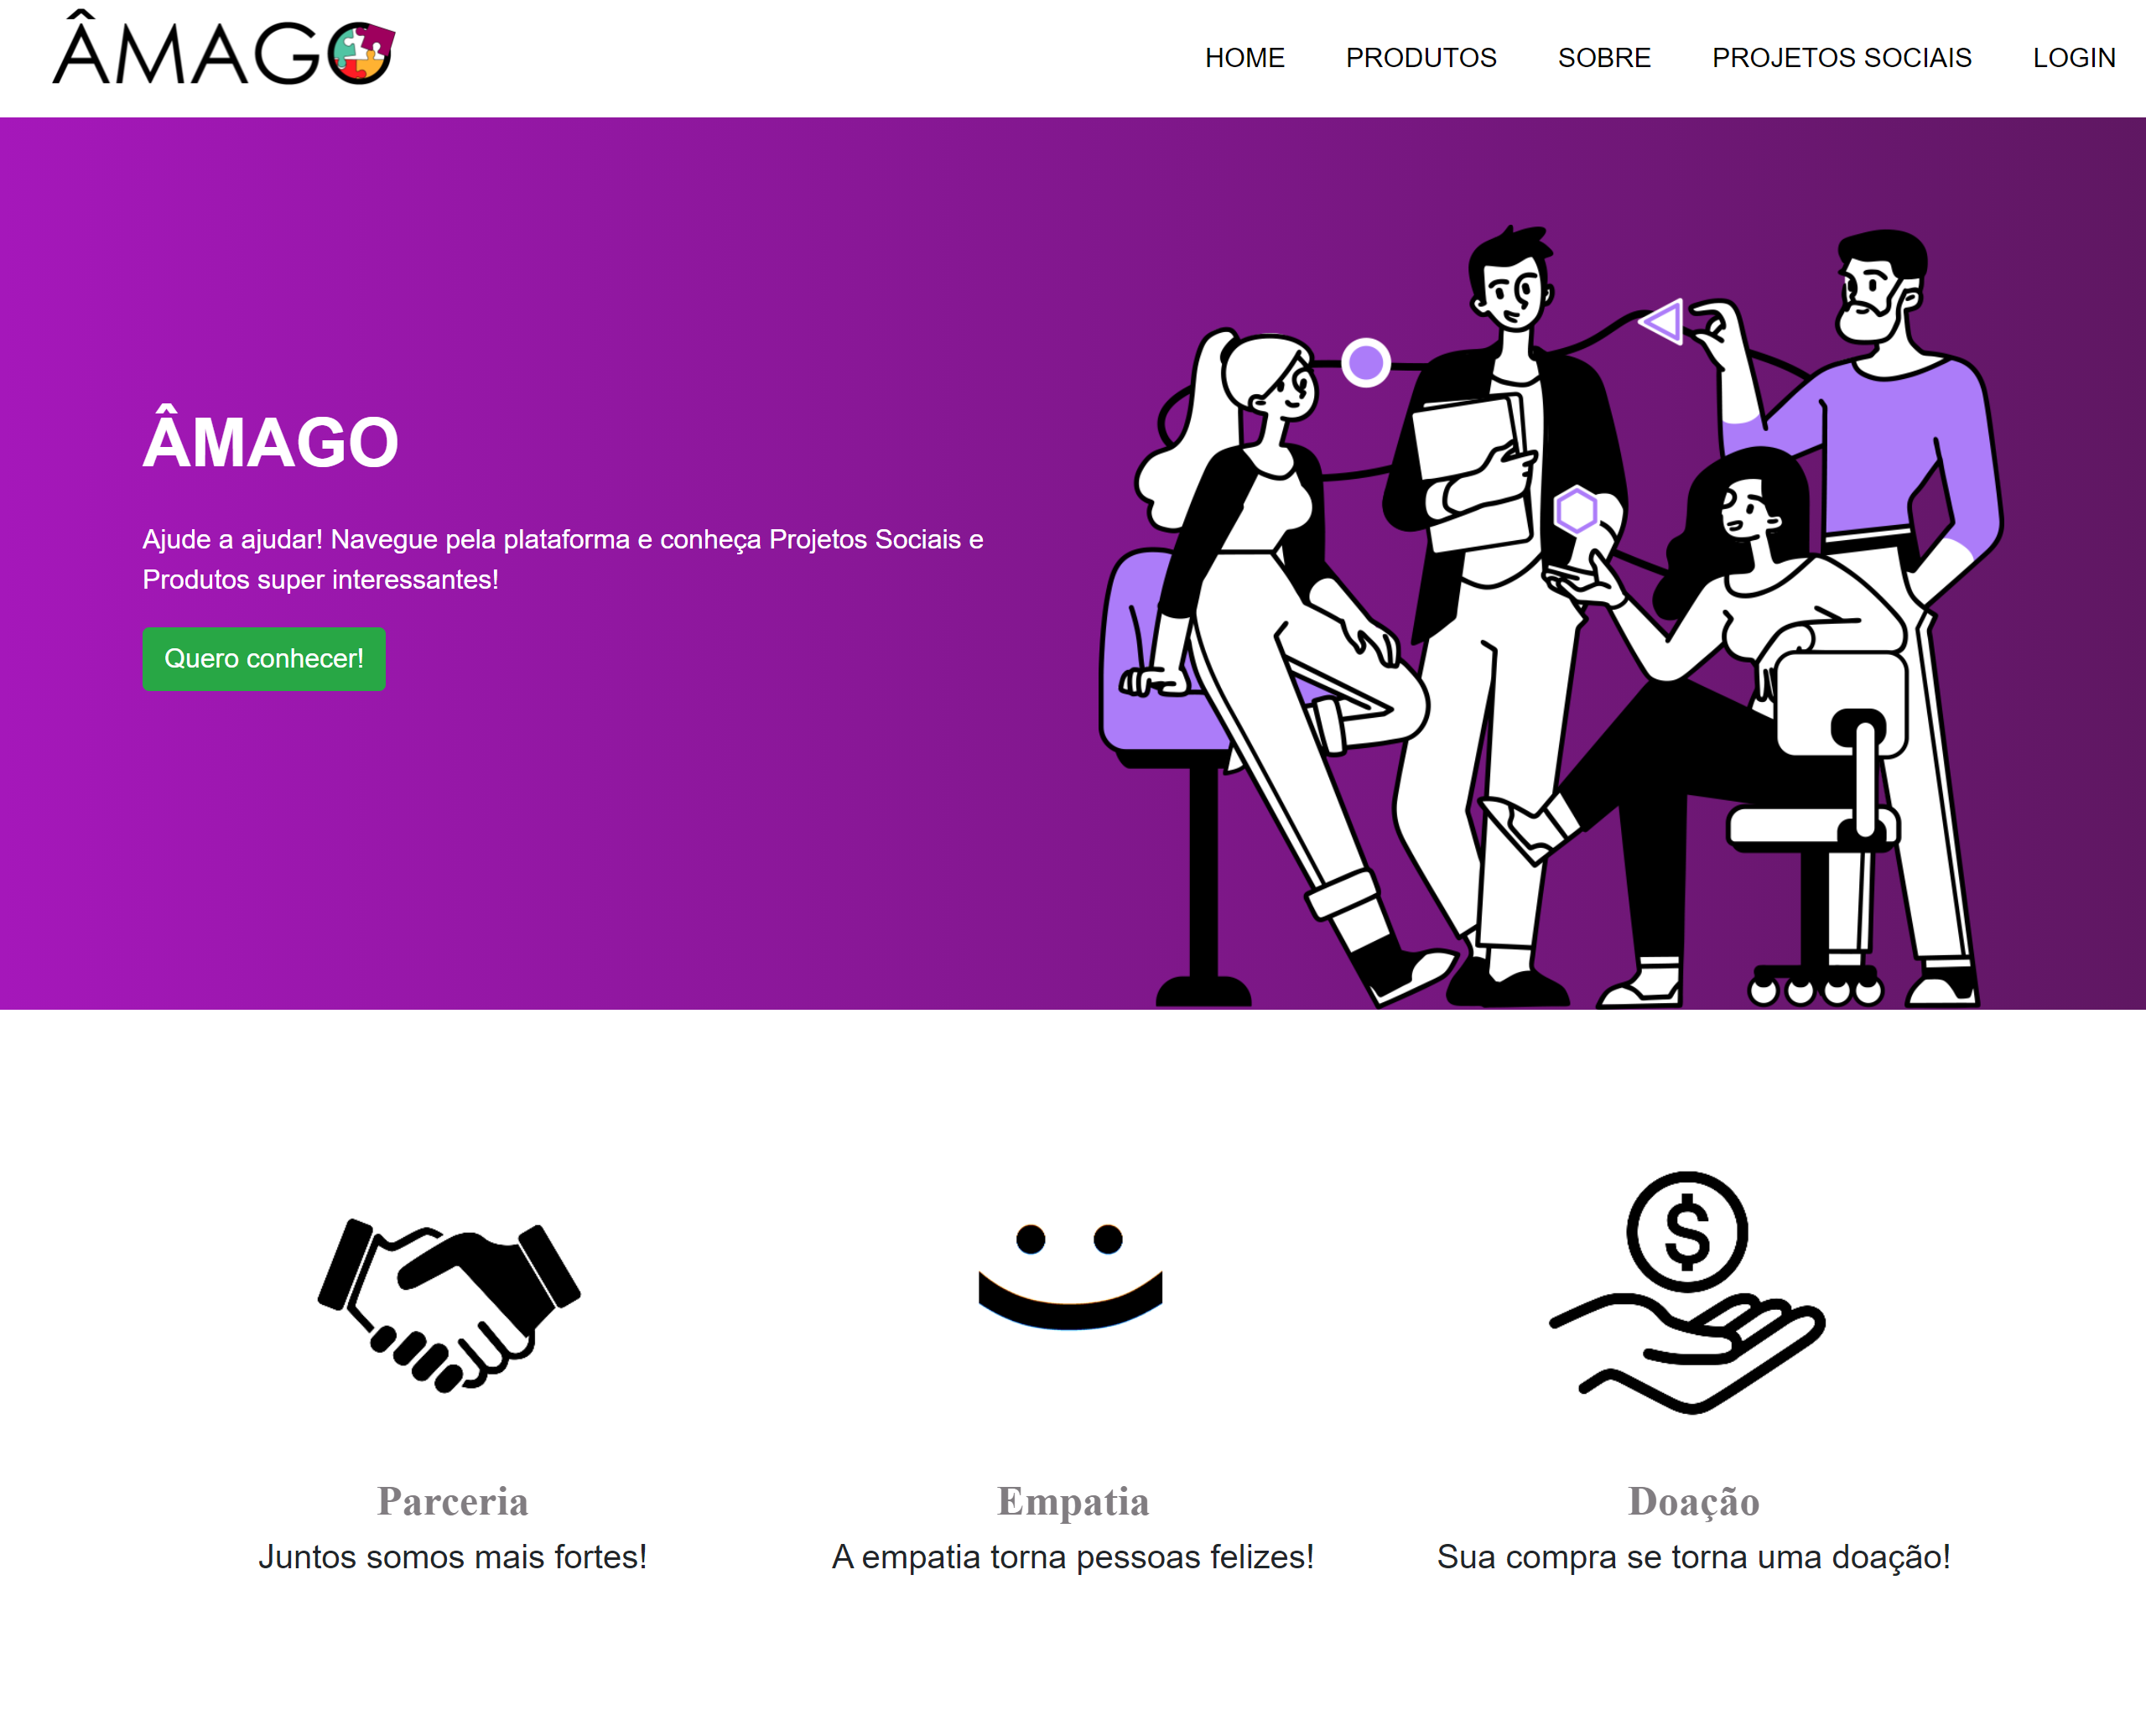 ÂMAGO
HOME PRODUTOS SOBRE PROJETOS SOCIAIS LOGIN
ÂMAGO
Ajude a ajudar! Navegue pela plataforma e conheça Projetos Sociais e
Produtos super interessantes!
Quero conhecer!
$
Parceria
Juntos somos mais fortes!
Empatia
A empatia torna pessoas felizes!
Doação
Sua compra se torna uma doação!